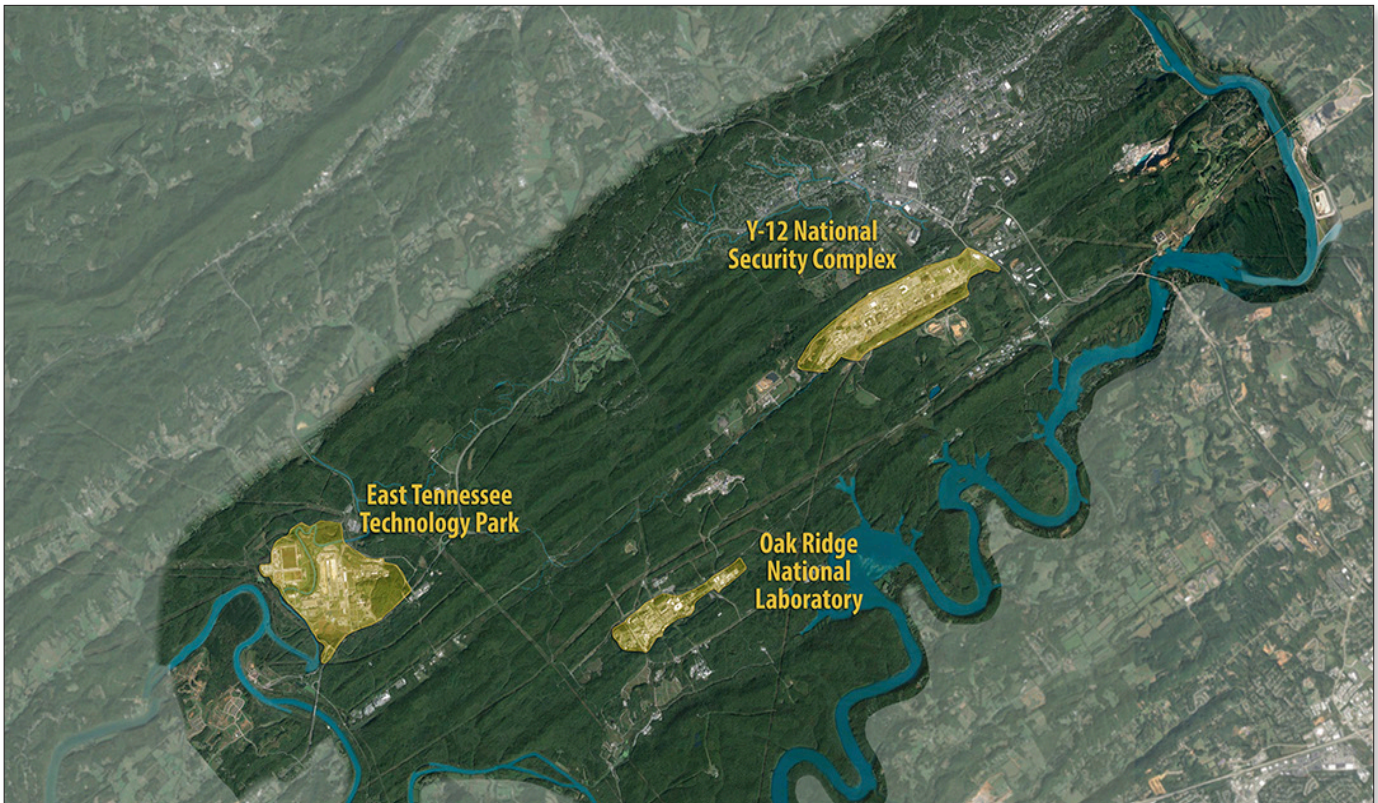 Y-12 National
Security Complex
East Tennessee
Technology Park
Oak Ridge
National
Laboratory